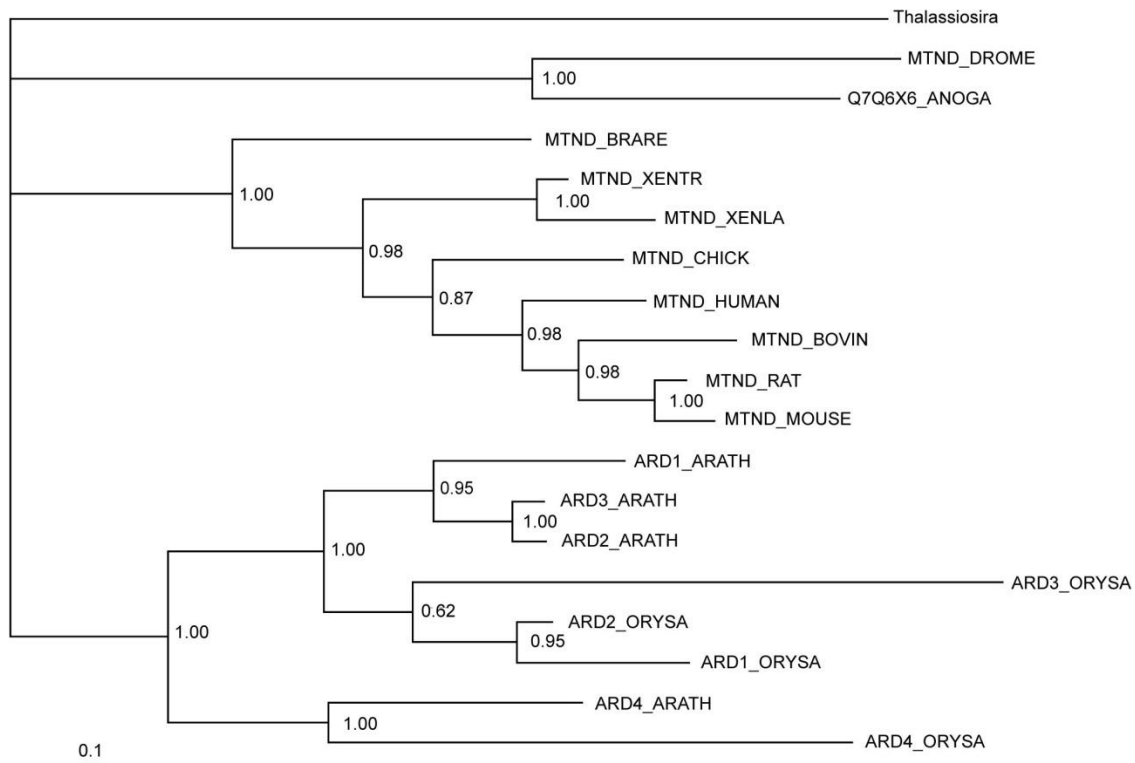 Thalassiosira
MTND_DROME
1.00
Q7Q6X6_ANOGA
MTND_BRARE
MTND_XENTR
1.00
1.00
MTND_XENLA
0.98
MTND_CHICK
0.87
MTND_HUMAN
0.98
MTND_BOVIN
0.98
MTND_RAT
1.00
MTND_MOUSE
ARD1_ARATH
0.95
ARD3_ARATH
1.00
ARD2_ARATH
1.00
ARD3_ORYSA
0.62
ARD2_ORYSA
1.00
0.95
ARD1_ORYSA
ARD4_ARATH
1.00
ARD4_ORYSA
0.1